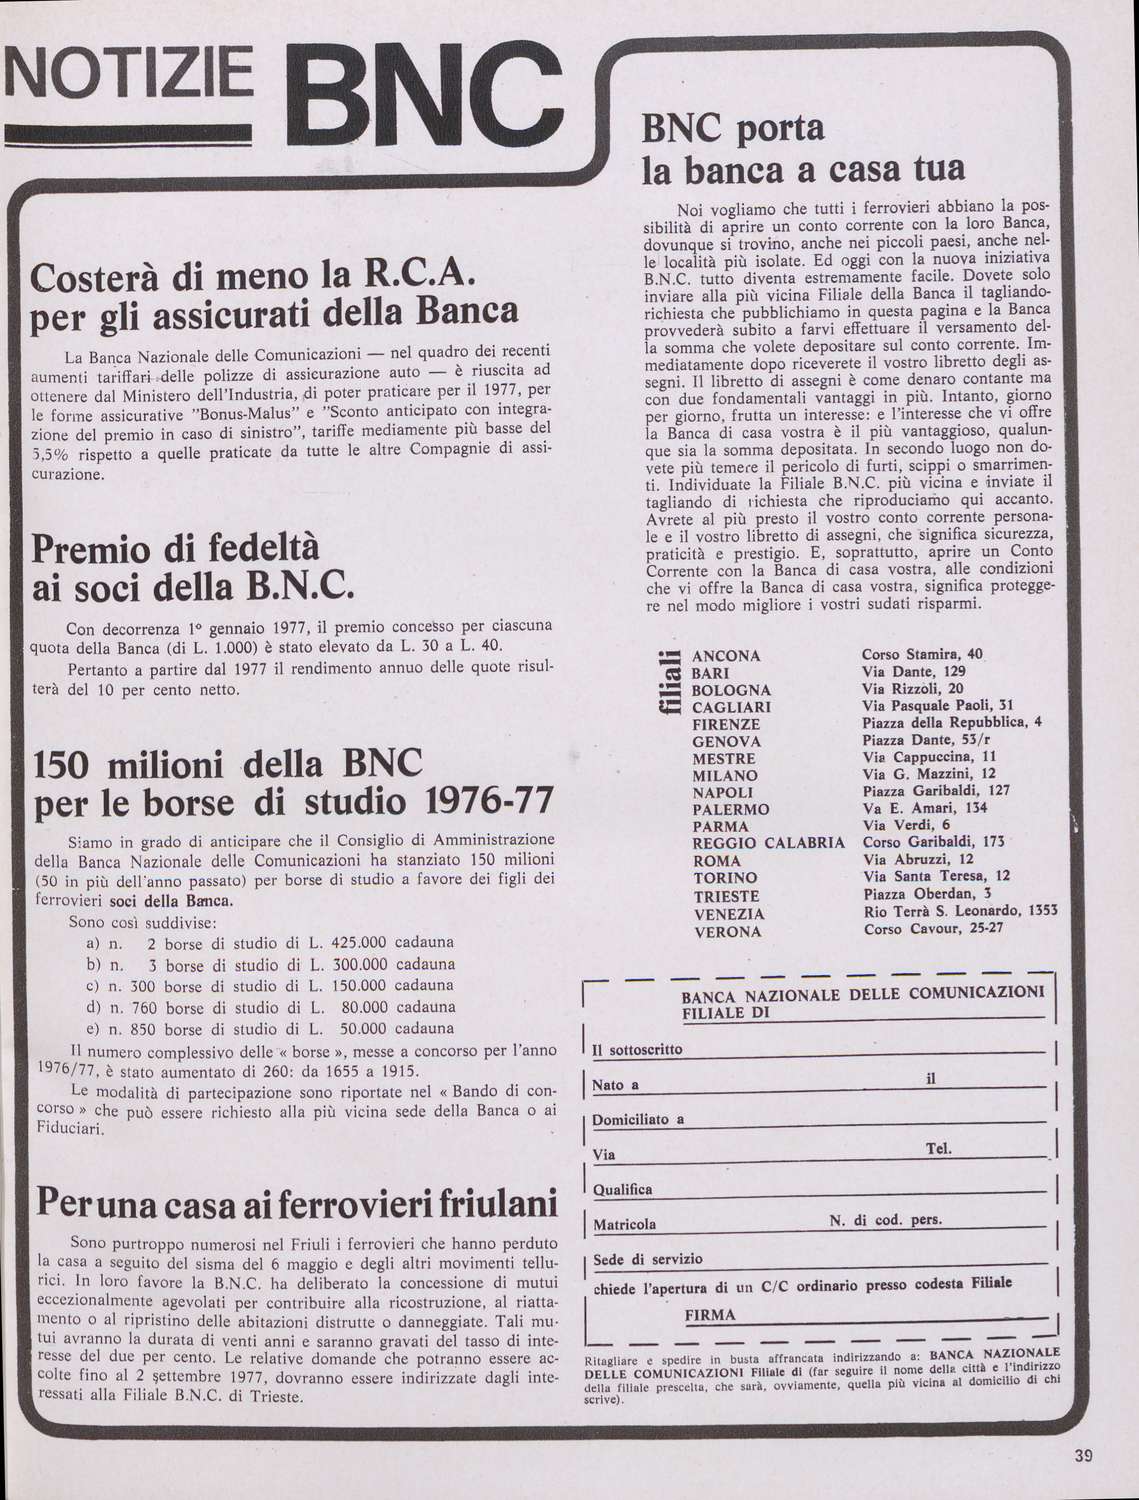 NOTIZIE BNC
Costerà di meno la R.C.A.
per gli assicurati della Banca
La Banca Nazionale delle Comunicazioni — nel quadro dei recenti
aumenti tariffari delle polizze di assicurazione auto — è riuscita ad
ottenere dal Ministero dell'Industria, di poter praticare per il 1977, per
le forme assicurative "Bonus-Malus" e "Sconto anticipato con integra-
zione del premio in caso di sinistro", tariffe mediamente più basse del
3,5% rispetto a quelle praticate da tutte le altre Compagnie di assi-
curazione.
Premio di fedeltà
ai soci della B.N.C.
Con decorrenza 1º gennaio 1977, il premio concesso per ciascuna
quota della Banca (di L. 1.000) è stato elevato da L. 30 a L. 40.
Pertanto a partire dal 1977 il rendimento annuo delle quote risul-
terà del 10 per cento netto.
150 milioni della BNC
per le borse di studio 1976-77
Siamo in grado di anticipare che il Consiglio di Amministrazione
della Banca Nazionale delle Comunicazioni ha stanziato 150 milioni
(50 in più dell'anno passato) per borse di studio a favore dei figli dei
ferrovieri soci della Banca.
Sono così suddivise:
a) n. 2 borse di studio di L. 425.000 cadauna
b) n. 3 borse di studio di L. 300.000 cadauna
c) n. 300 borse di studio di L. 150.000 cadauna
d) n. 760 borse di studio di L. 80.000 cadauna
e) n. 850 borse di studio di L. 50.000 cadauna
Il numero complessivo delle « borse », messe a concorso per l'anno
1976/77, è stato aumentato di 260: da 1655 a 1915.
Le modalità di partecipazione sono riportate nel « Bando di con-
corso » che può essere richiesto alla più vicina sede della Banca o ai
Fiduciari.
Per una casa ai ferrovieri friulani
Sono purtroppo numerosi nel Friuli i ferrovieri che hanno perduto
la casa a seguito del sisma del 6 maggio e degli altri movimenti tellu-
rici. In loro favore la B.N.C. ha deliberato la concessione di mutui
eccezionalmente agevolati per contribuire alla ricostruzione, al riatta-
mento o al ripristino delle abitazioni distrutte o danneggiate. Tali mu-
tui avranno la durata di venti anni e saranno gravati del tasso di inte-
resse del due per cento. Le relative domande che potranno essere ac-
colte fino al 2 settembre 1977, dovranno essere indirizzate dagli inte-
ressati alla Filiale B.N.C. di Trieste.
BNC porta
la banca a casa tua
Noi vogliamo che tutti i ferrovieri abbiano la pos-
sibilità di aprire un conto corrente con la loro Banca,
dovunque si trovino, anche nei piccoli paesi, anche nel-
le località più isolate. Ed oggi con la nuova iniziativa
B.N.C. tutto diventa estremamente facile. Dovete solo
inviare alla più vicina Filiale della Banca il tagliando-
richiesta che pubblichiamo in questa pagina e la Banca
provvederà subito a farvi effettuare il versamento del-
la somma che volete depositare sul conto corrente. Im-
mediatamente dopo riceverete il vostro libretto degli as-
segni. Il libretto di assegni è come denaro contante ma
con due fondamentali vantaggi in più. Intanto, giorno
per giorno, frutta un interesse: e l'interesse che vi offre
la Banca di casa vostra è il più vantaggioso, qualun-
que sia la somma depositata. In secondo luogo non do-
vete più temere il pericolo di furti, scippi o smarrimen-
ti. Individuate la Filiale B.N.C. più vicina e inviate il
tagliando di richiesta che riproduciamo qui accanto.
Avrete al più presto il vostro conto corrente persona-
le e il vostro libretto di assegni, che significa sicurezza,
praticità e prestigio. E, soprattutto, aprire un Conto
Corrente con la Banca di casa vostra, alle condizioni
che vi offre la Banca di casa vostra, significa protegge-
re nel modo migliore i vostri sudati risparmi.
filiali
ANCONA Corso Stamira, 40
BARI Via Dante, 129
BOLOGNA Via Rizzoli, 20
CAGLIARI Via Pasquale Paoli, 31
FIRENZE Piazza della Repubblica, 4
GENOVA Piazza Dante, 53/r
MESTRE Via Cappuccina, 11
MILANO Via G. Mazzini, 12
NAPOLI Piazza Garibaldi, 127
PALERMO Va E. Amari, 134
PARMA Via Verdi, 6
REGGIO CALABRIA Corso Garibaldi, 173
ROMA Via Abruzzi, 12
TORINO Via Santa Teresa, 12
TRIESTE Piazza Oberdan, 3
VENEZIA Rio Terrà S. Leonardo, 1353
VERONA Corso Cavour, 25-27
BANCA NAZIONALE DELLE COMUNICAZIONI
FILIALE DI
Il sottoscritto
Nato a il
Domiciliato a
Via Tel.
Qualifica
Matricola N. di cod. pers.
Sede di servizio
chiede l'apertura di un C/C ordinario presso codesta Filiale
FIRMA
Ritagliare e spedire in busta affrancata indirizzando a: BANCA NAZIONALE
DELLE COMUNICAZIONI Filiale di (far seguire il nome della città e l'indirizzo
della filiale prescelta, che sarà, ovviamente, quella più vicina al domicilio di chi
scrive).
39